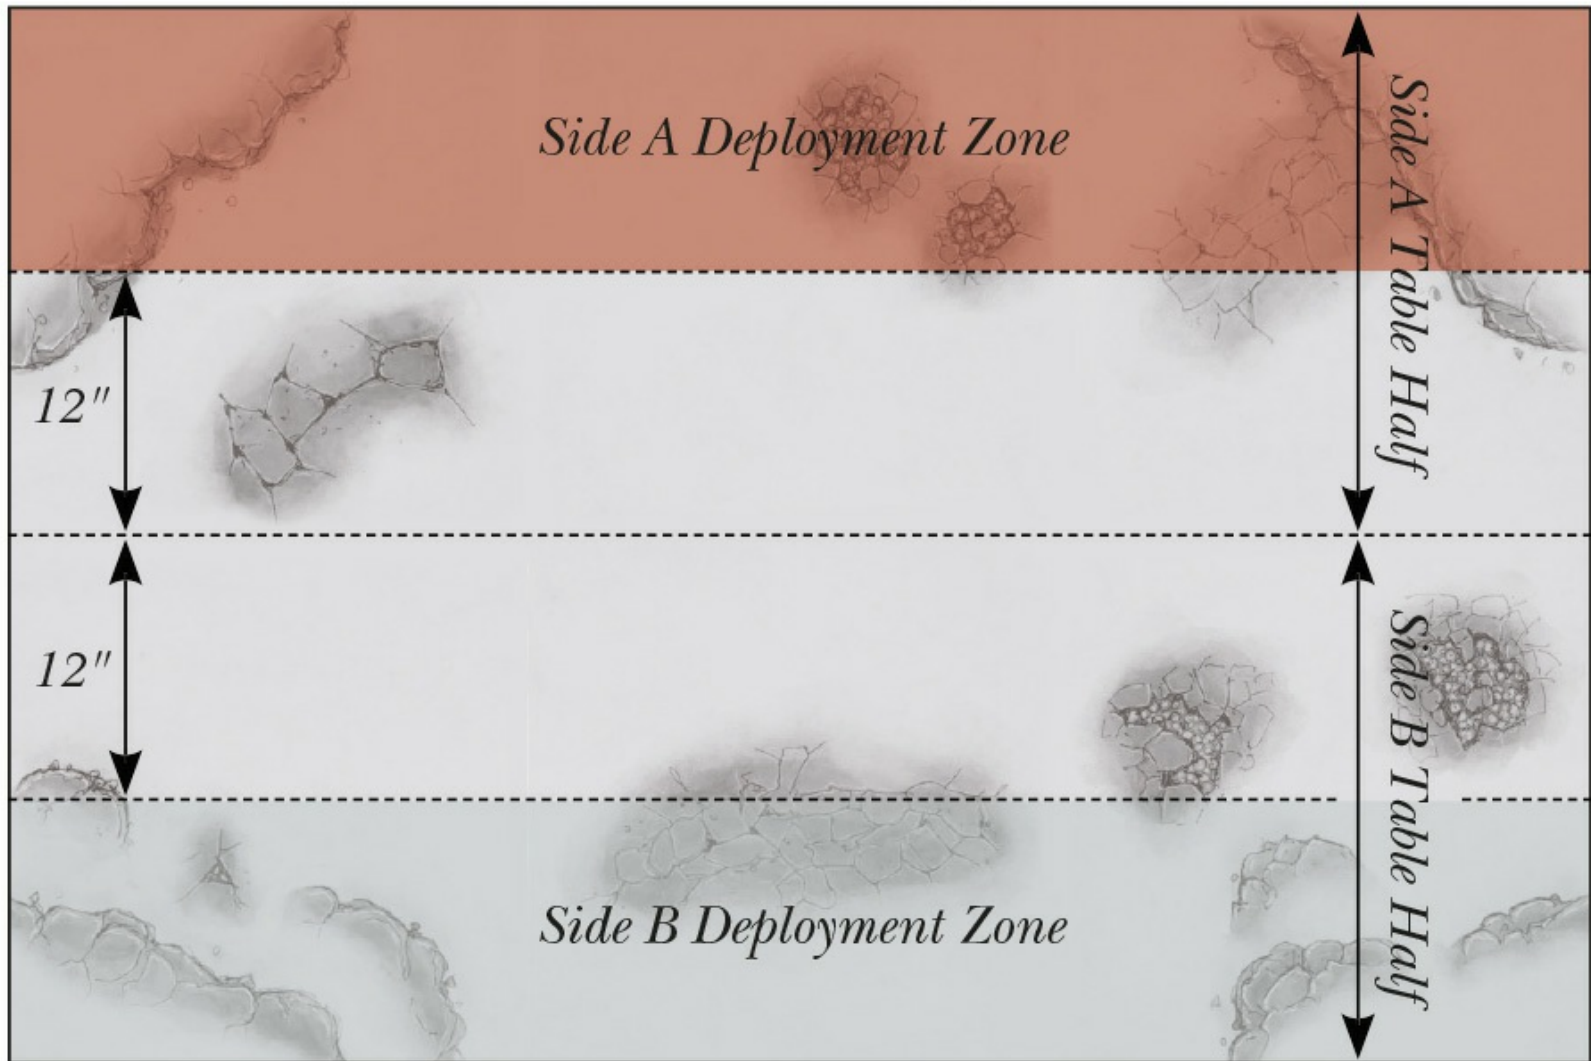 Side A Deployment Zone
Side A Table Half
12"
12"
Side B Table Half
Side B Deployment Zone